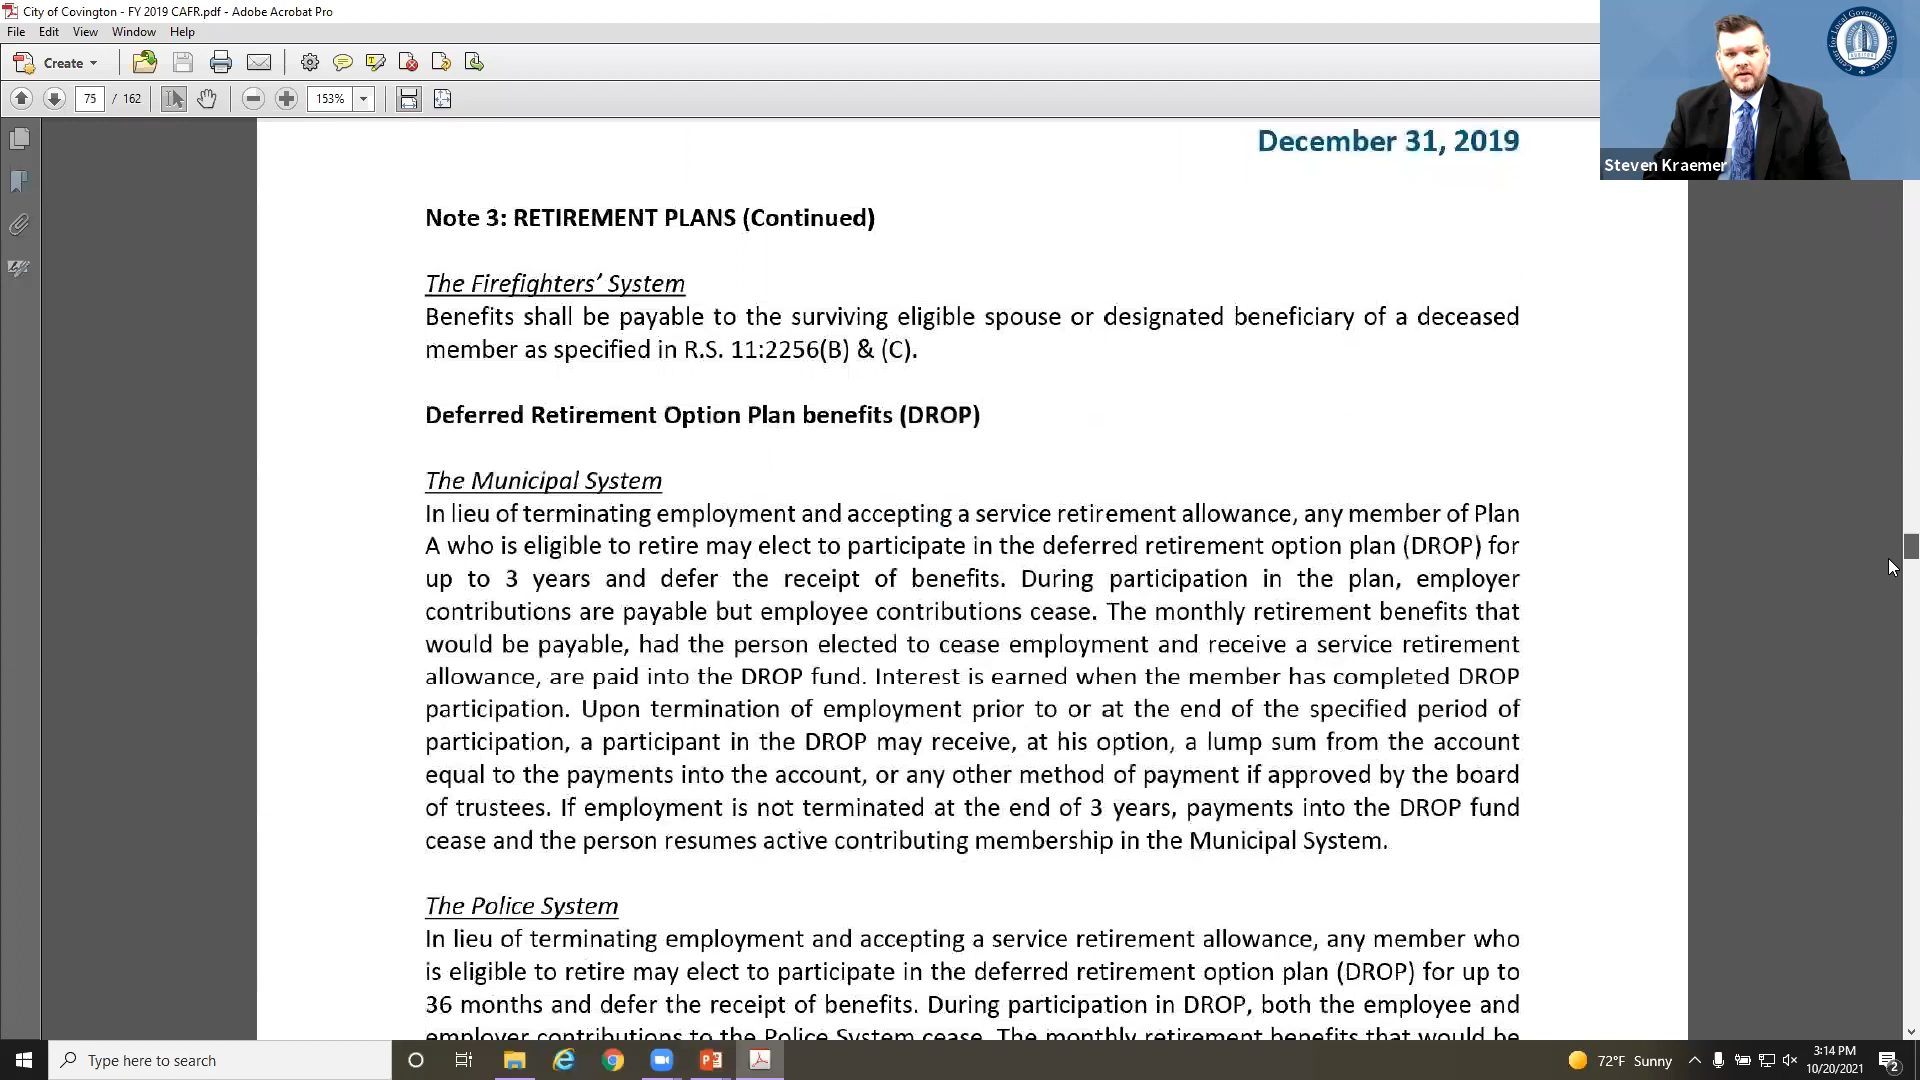 City of Covington - FY 2019 CAFR.pdf - Adobe Acrobat Pro
File Edit View Window Help
Create
75 / 162 153%
Steven Kraemer
December 31, 2019
Note 3: RETIREMENT PLANS (Continued)
The Firefighters’ System
Benefits shall be payable to the surviving eligible spouse or designated beneficiary of a deceased
member as specified in R.S. 11:2256(B) & (C).
Deferred Retirement Option Plan benefits (DROP)
The Municipal System
In lieu of terminating employment and accepting a service retirement allowance, any member of Plan
A who is eligible to retire may elect to participate in the deferred retirement option plan (DROP) for
up to 3 years and defer the receipt of benefits. During participation in the plan, employer
contributions are payable but employee contributions cease. The monthly retirement benefits that
would be payable, had the person elected to cease employment and receive a service retirement
allowance, are paid into the DROP fund. Interest is earned when the member has completed DROP
participation. Upon termination of employment prior to or at the end of the specified period of
participation, a participant in the DROP may receive, at his option, a lump sum from the account
equal to the payments into the account, or any other method of payment if approved by the board
of trustees. If employment is not terminated at the end of 3 years, payments into the DROP fund
cease and the person resumes active contributing membership in the Municipal System.
The Police System
In lieu of terminating employment and accepting a service retirement allowance, any member who
is eligible to retire may elect to participate in the deferred retirement option plan (DROP) for up to
36 months and defer the receipt of benefits. During participation in DROP, both the employee and
employer contributions to the Police System cease. The monthly retirement benefits that would be
Type here to search
72°F Sunny
3:14 PM
10/20/2021
2